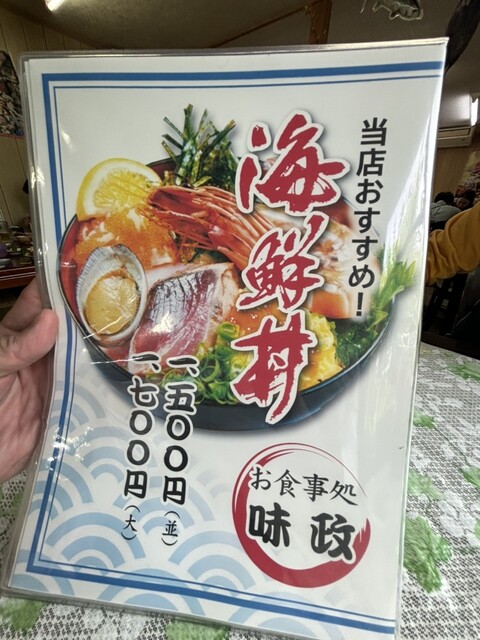 当店おすすめ！
海鮮丼
一、五〇〇円（並）
一、七〇〇円（大）
お食事処
味政